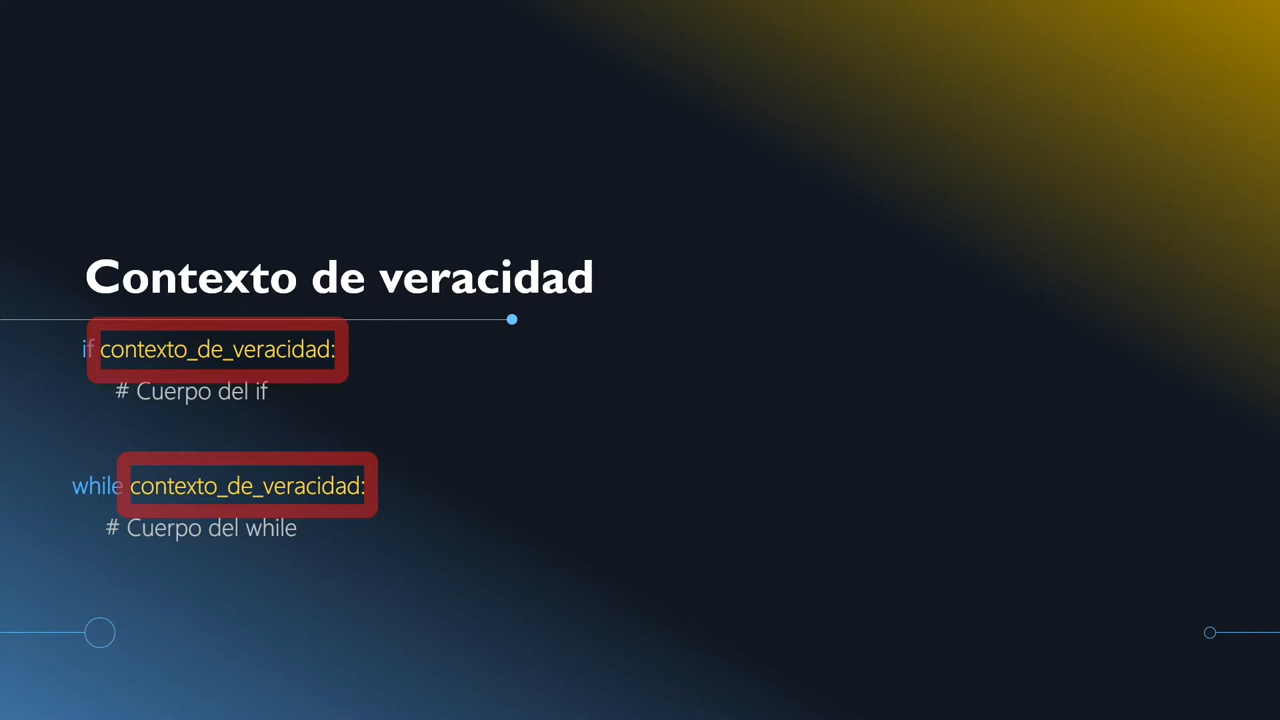 Contexto de veracidad
if contexto_de_veracidad:
# Cuerpo del if
while contexto_de_veracidad:
# Cuerpo del while